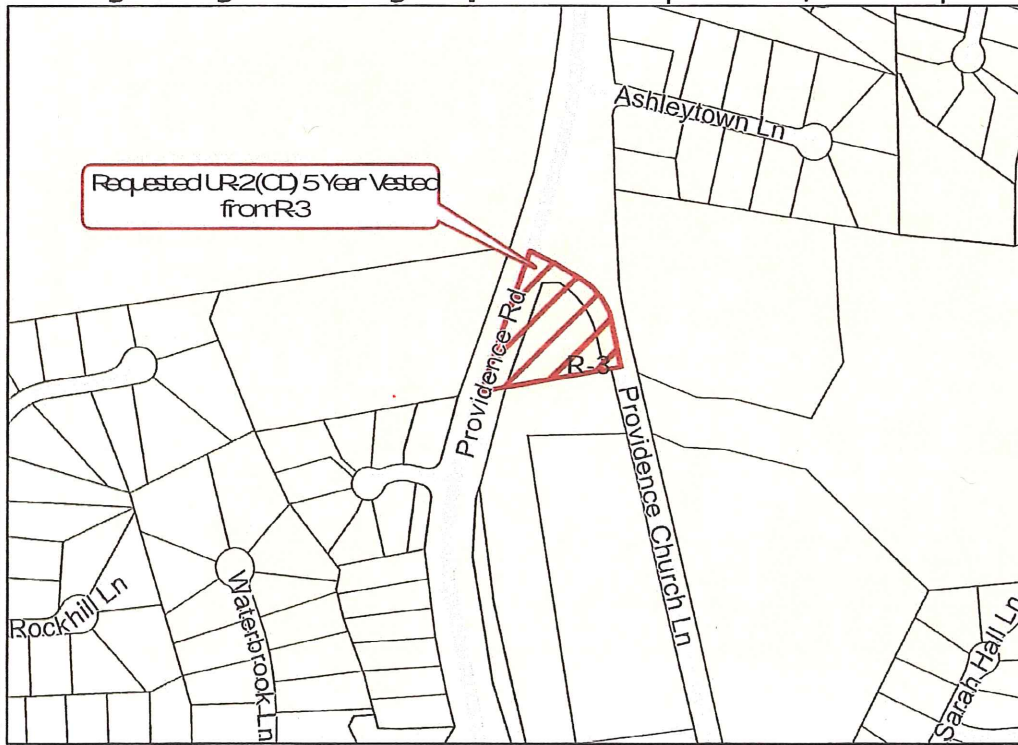 Ashleytown Ln
Requested UR-2(CD) 5 Year Vested
from R-3
Providence Rd
R-3
Providence Church Ln
Rockhill Ln
Waterbrook Ln
Sarah Hall Ln